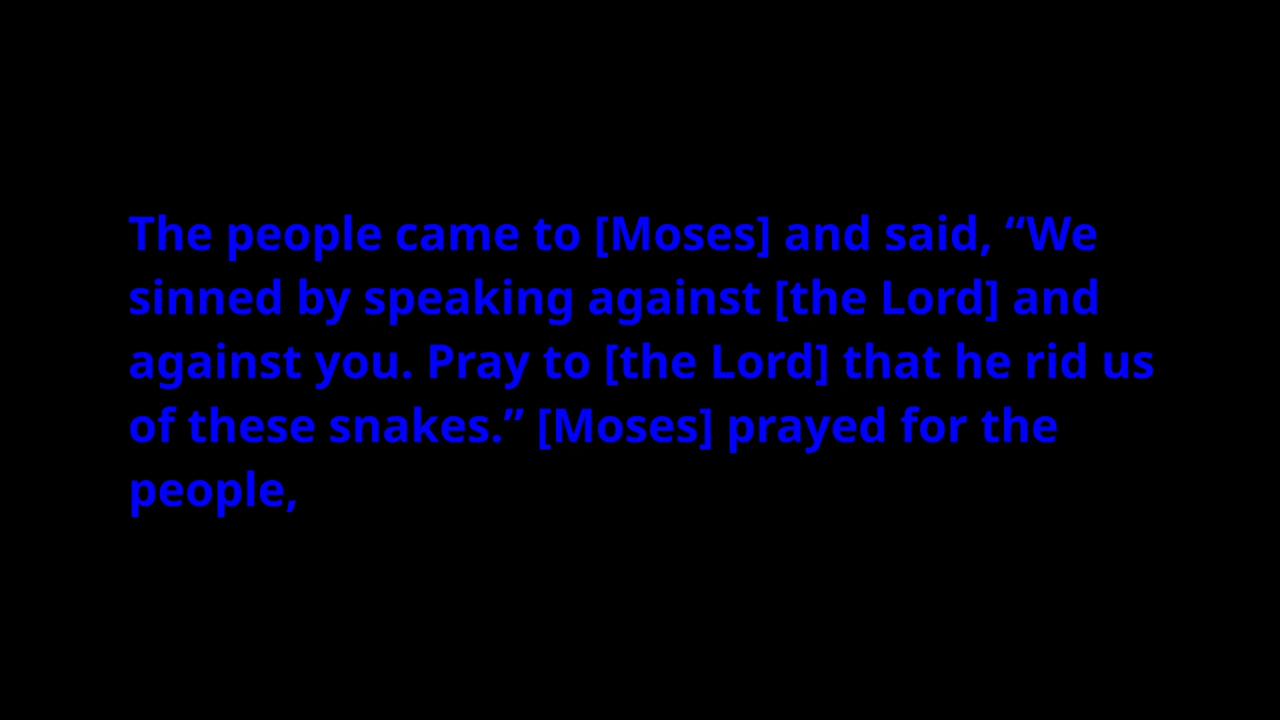 The people came to [Moses] and said, “We
sinned by speaking against [the Lord] and
against you. Pray to [the Lord] that he rid us
of these snakes.” [Moses] prayed for the
people,